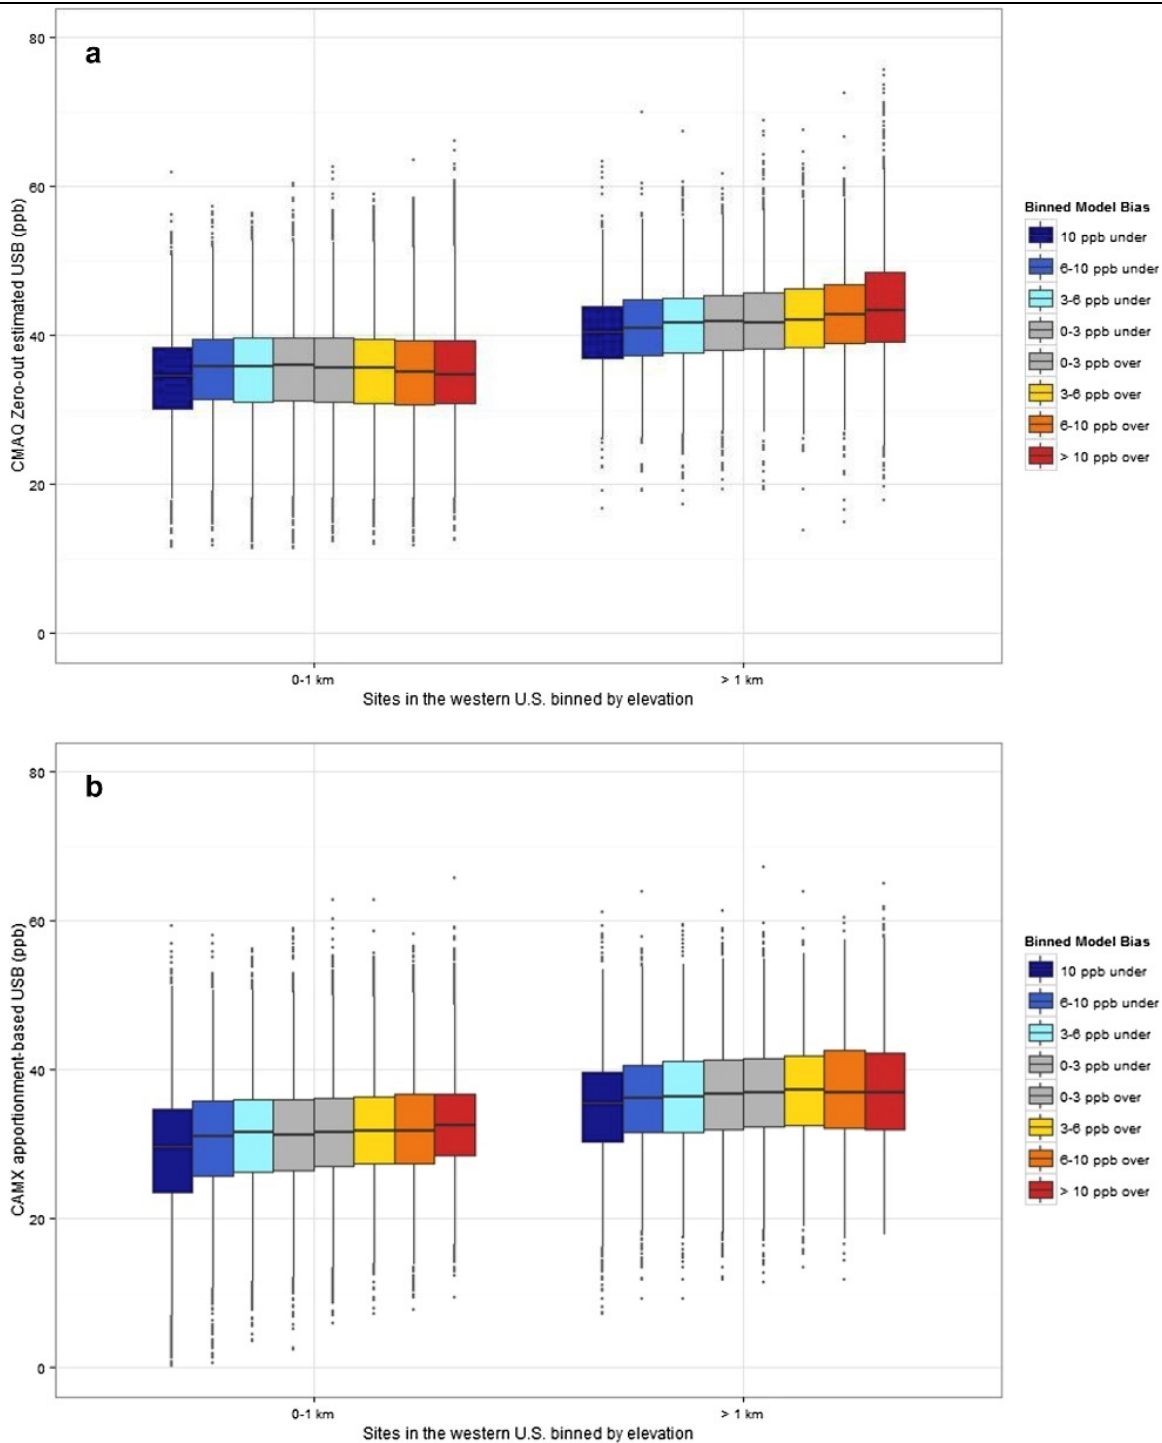 a
80
60
40
20
0
CMAQ Zero-out estimated USB (ppb)
0-1 km
> 1 km
Sites in the western U.S. binned by elevation
Binned Model Bias
10 ppb under
6-10 ppb under
3-6 ppb under
0-3 ppb under
0-3 ppb over
3-6 ppb over
6-10 ppb over
> 10 ppb over
b
80
60
40
20
0
CAMX apportionment-based USB (ppb)
0-1 km
> 1 km
Sites in the western U.S. binned by elevation
Binned Model Bias
10 ppb under
6-10 ppb under
3-6 ppb under
0-3 ppb under
0-3 ppb over
3-6 ppb over
6-10 ppb over
> 10 ppb over